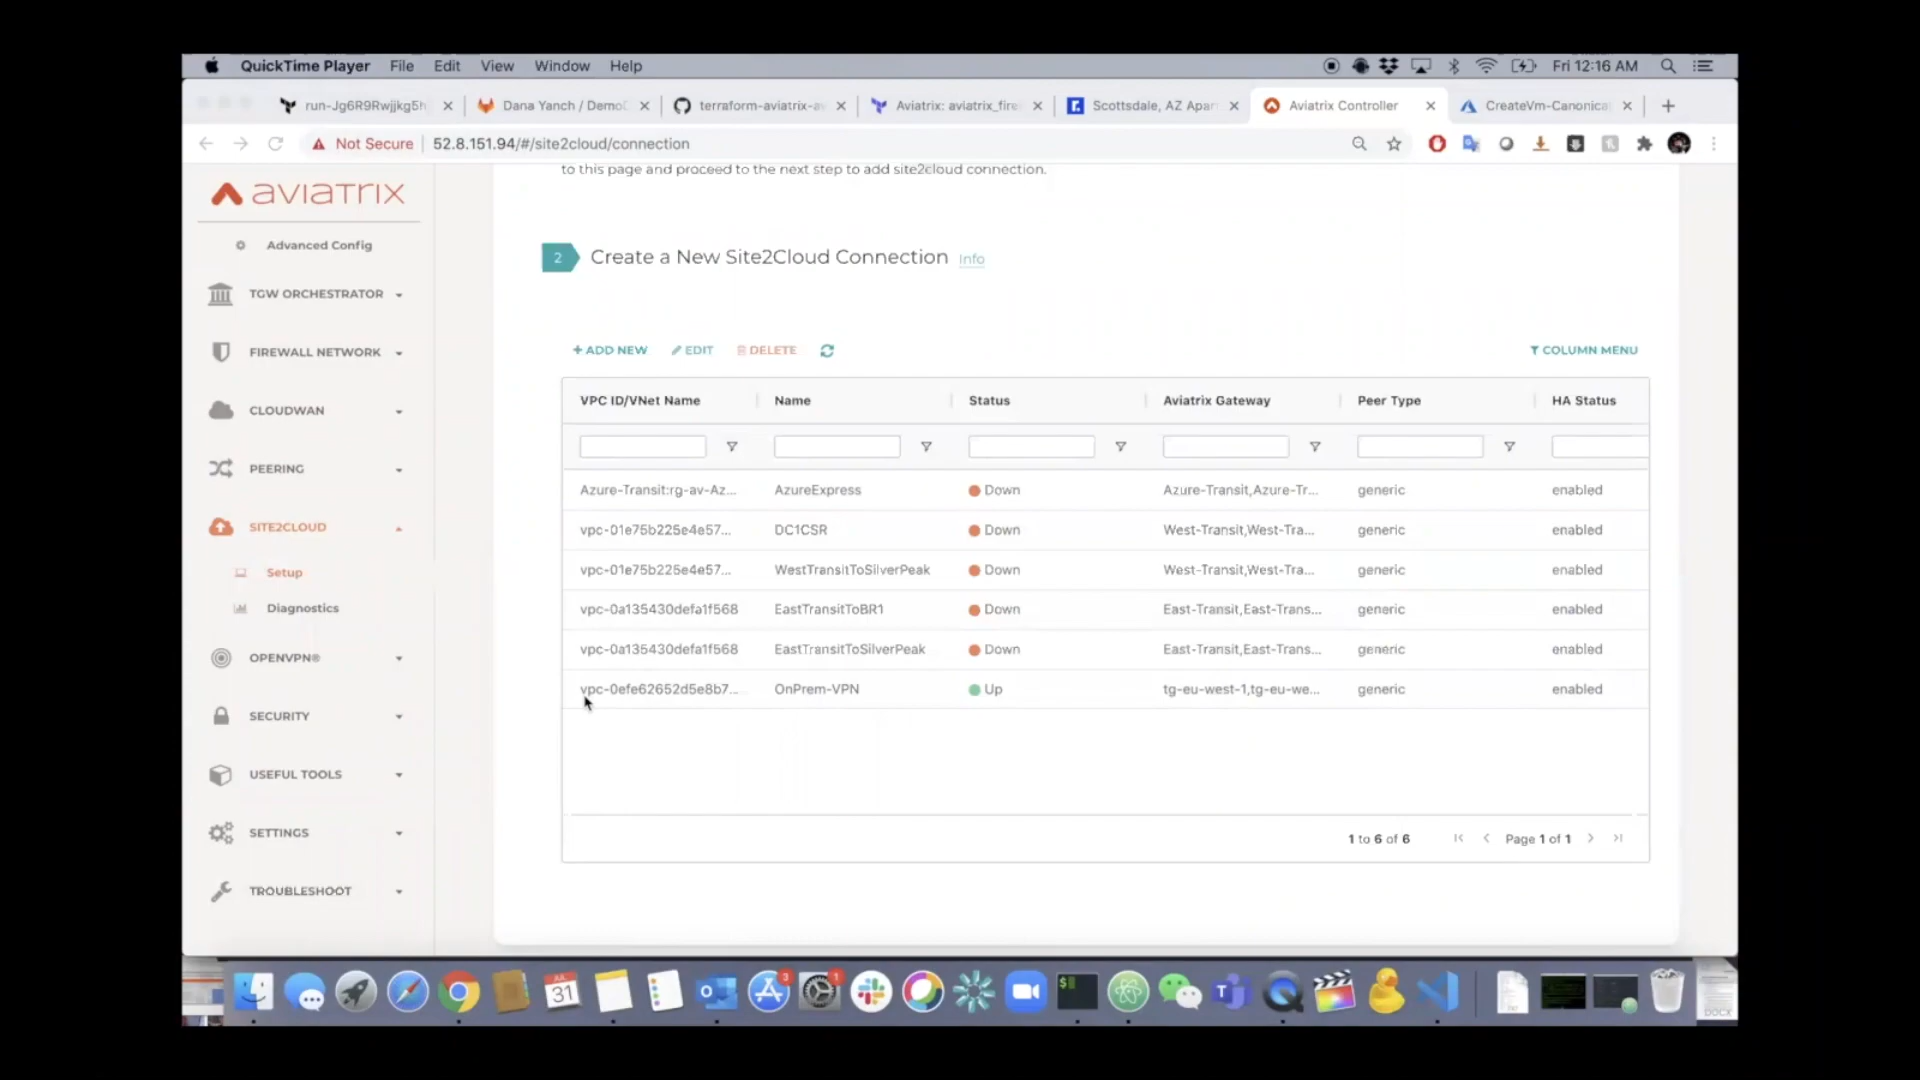 QuickTime Player File Edit View Window Help Fri 12:16 AM
run-Jg6R9Rwjjkg5h Dana Yanch / Demo terraform-aviatrix-a Aviatrix: aviatrix_fire Scottsdale, AZ Apar Aviatrix Controller CreateVm-Canonica
Not Secure 52.8.151.94/#/site2cloud/connection
to this page and proceed to the next step to add site2cloud connection.
aviatrix
Advanced Config
TGW ORCHESTRATOR
FIREWALL NETWORK
CLOUDWAN
PEERING
SITE2CLOUD
Setup
Diagnostics
OPENVPN®
SECURITY
USEFUL TOOLS
SETTINGS
TROUBLESHOOT
2 Create a New Site2Cloud Connection Info
+ ADD NEW EDIT DELETE COLUMN MENU
VPC ID/VNet Name Name Status Aviatrix Gateway Peer Type HA Status
Azure-Transit:rg-av-Az... AzureExpress Down Azure-Transit,Azure-Tr... generic enabled
vpc-01e75b225e4e57... DC1CSR Down West-Transit,West-Tra... generic enabled
vpc-01e75b225e4e57... WestTransitToSilverPeak Down West-Transit,West-Tra... generic enabled
vpc-0a135430defa1f568 EastTransitToBR1 Down East-Transit,East-Trans... generic enabled
vpc-0a135430defa1f568 EastTransitToSilverPeak Down East-Transit,East-Trans... generic enabled
vpc-0efe62652d5e8b7... OnPrem-VPN Up tg-eu-west-1,tg-eu-we... generic enabled
1 to 6 of 6 Page 1 of 1
JUL
31
3
1
DOCX